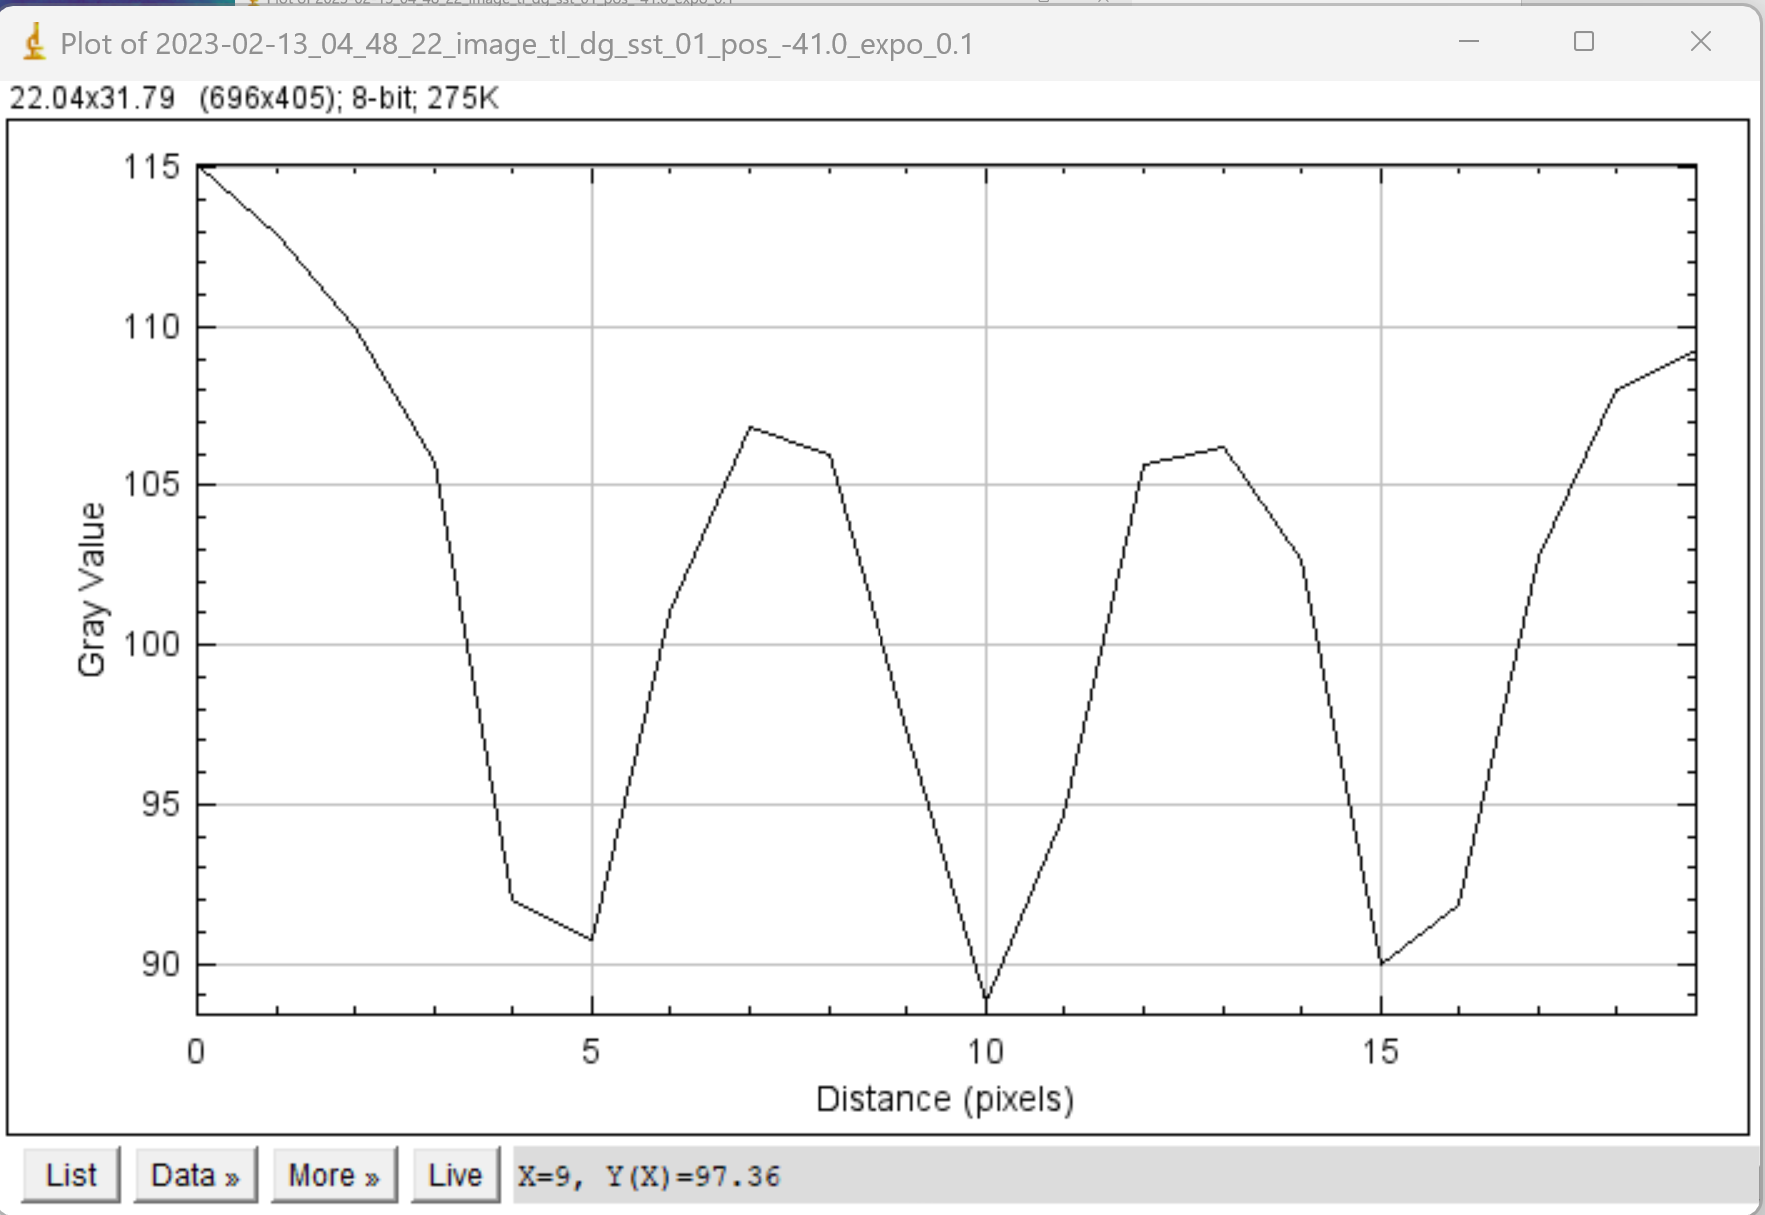 Plot of 2023-02-13_04_48_22_image_tl_dg_sst_01_pos_-41.0_expo_0.1
22.04x31.79 (696x405); 8-bit; 275K
115
110
105
100
95
90
Gray Value
0 5 10 15
Distance (pixels)
List Data » More » Live X=9, Y(X)=97.36